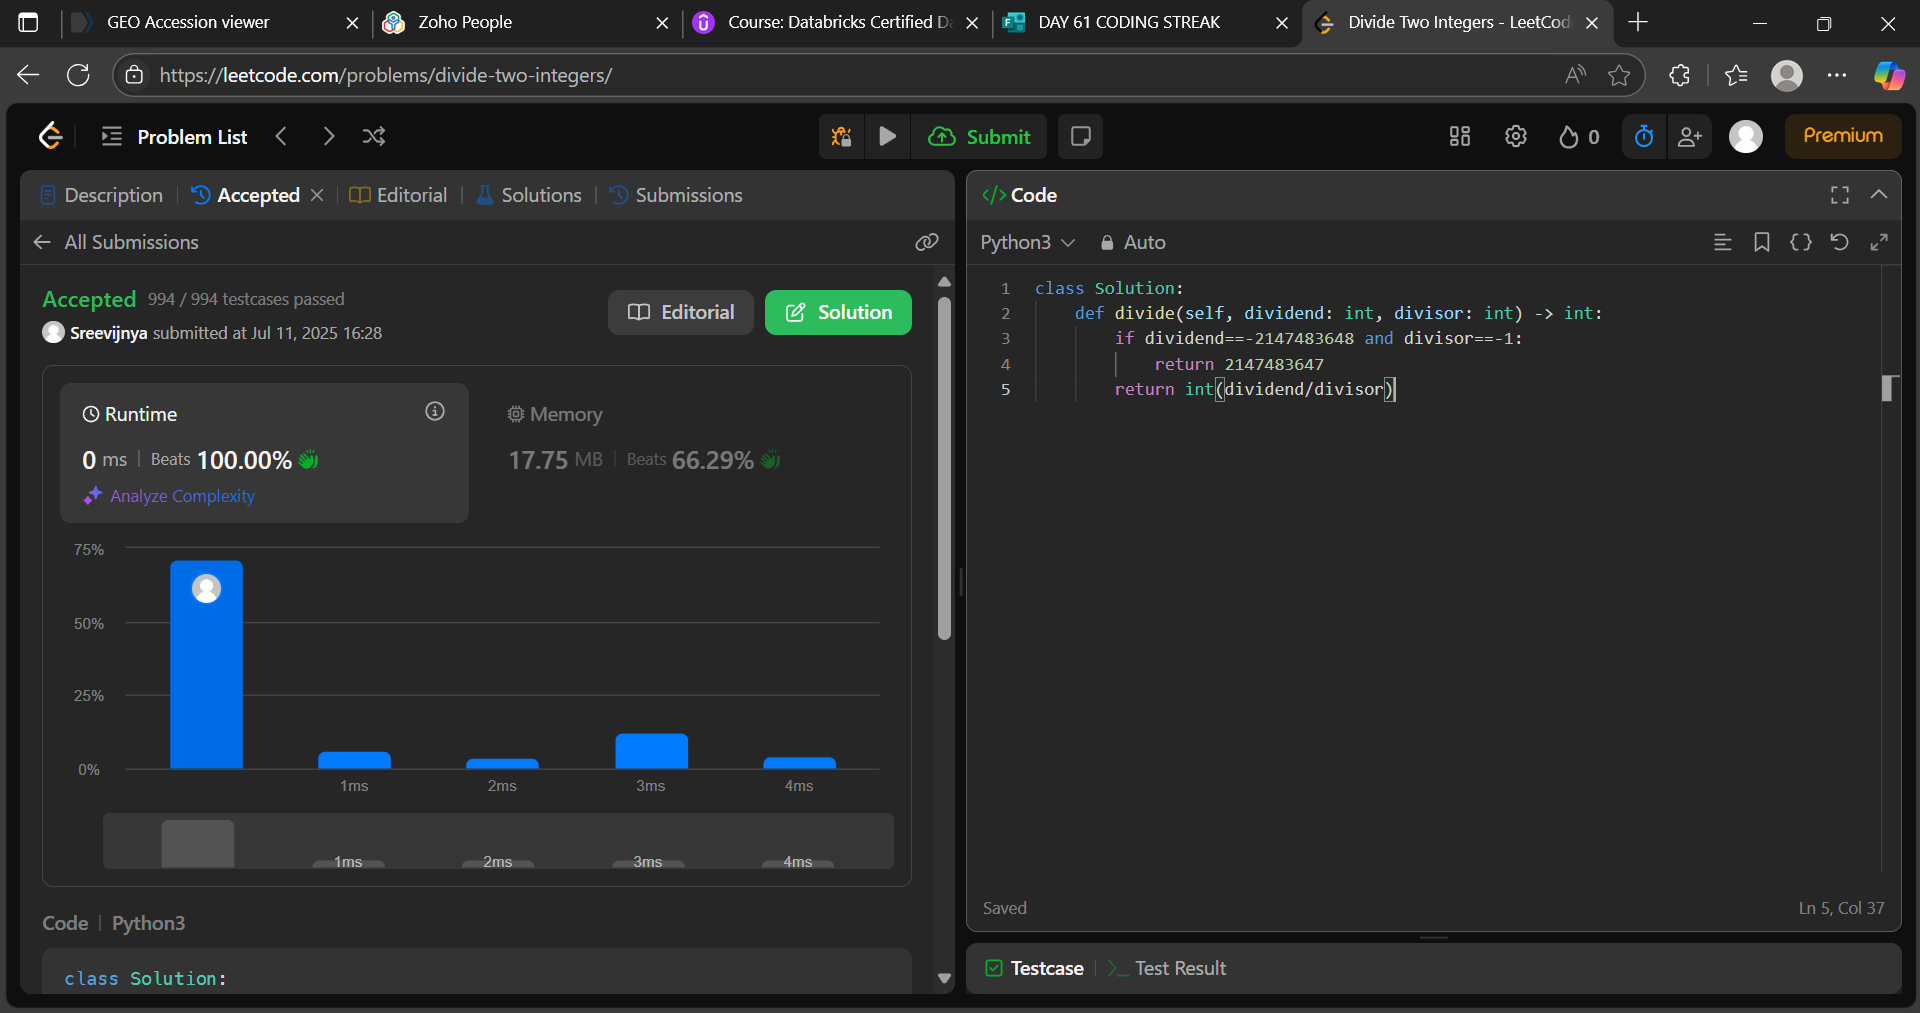 GEO Accession viewer
Zoho People
Course: Databricks Certified Da
DAY 61 CODING STREAK
Divide Two Integers - LeetCod
https://leetcode.com/problems/divide-two-integers/
Problem List
Submit
0
Premium
Description
Accepted
Editorial
Solutions
Submissions
All Submissions
Accepted 994 / 994 testcases passed
Sreevijnya submitted at Jul 11, 2025 16:28
Editorial
Solution
Runtime
0 ms Beats 100.00%
Analyze Complexity
Memory
17.75 MB Beats 66.29%
75%
50%
25%
0%
1ms 2ms 3ms 4ms
1ms 2ms 3ms 4ms
Code Python3
class Solution:
</> Code
Python3 Auto
1 class Solution:
2 def divide(self, dividend: int, divisor: int) -> int:
3 if dividend==-2147483648 and divisor==-1:
4 return 2147483647
5 return int(dividend/divisor)
Saved
Ln 5, Col 37
Testcase
Test Result